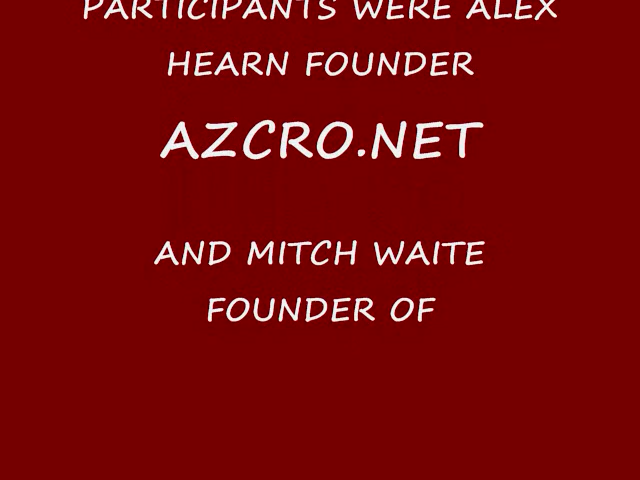 PARTICIPANTS WERE ALEX
HEARN FOUNDER
AZCRO.NET
AND MITCH WAITE
FOUNDER OF